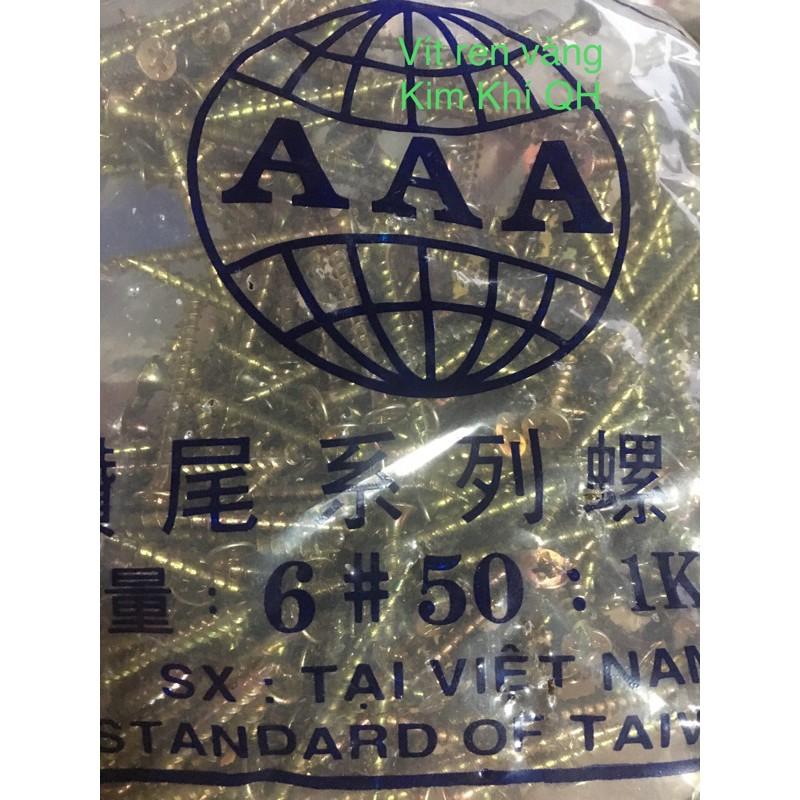 Vít ren vàng
Kim Khí QH
AAA
尾系列螺
量: 6#50: 1K
SX: TẠI VIỆT NAM
STANDARD OF TAIW